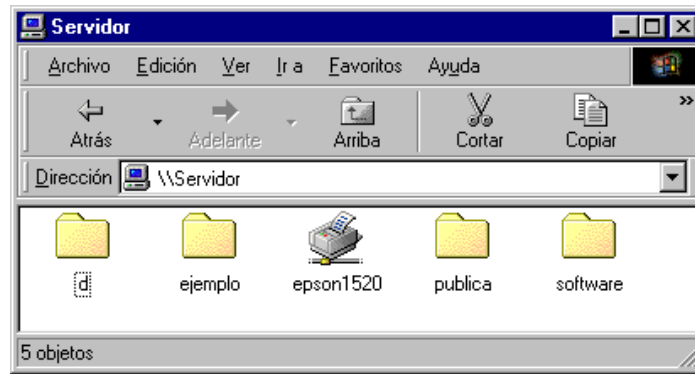 Servidor
Archivo Edición Ver Ir a Favoritos Ayuda
Atrás Adelante Arriba Cortar Copiar »
Dirección \\Servidor
d ejemplo epson1520 publica software
5 objetos